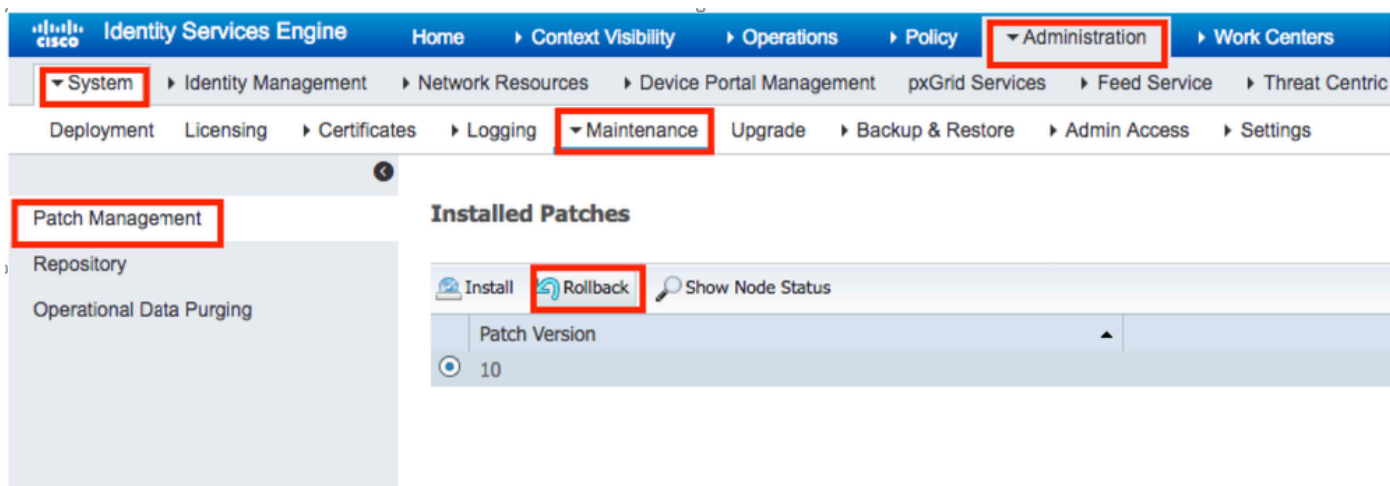 cisco Identity Services Engine Home Context Visibility Operations Policy Administration Work Centers
System Identity Management Network Resources Device Portal Management pxGrid Services Feed Service Threat Centric
Deployment Licensing Certificates Logging Maintenance Upgrade Backup & Restore Admin Access Settings
Patch Management
Repository
Operational Data Purging
Installed Patches
Install Rollback Show Node Status
Patch Version
10